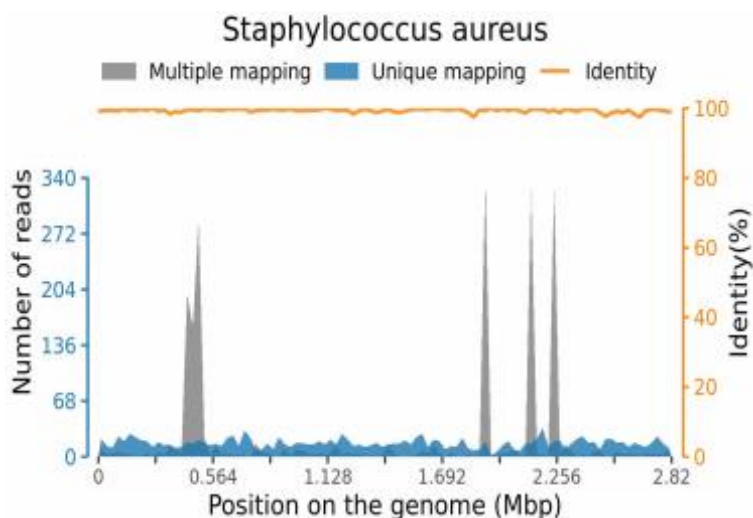 Staphylococcus aureus
Multiple mapping Unique mapping Identity
100
340 80
272
60
204
40
136
68 20
0 0
0 0.564 1.128 1.692 2.256 2.82
Number of reads
Identity(%)
Position on the genome (Mbp)